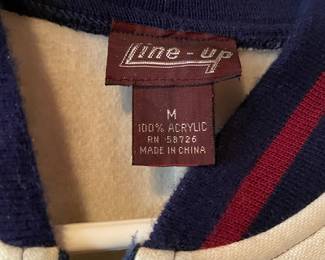 Line-up
M
100% ACRYLIC
RN 58726
MADE IN CHINA